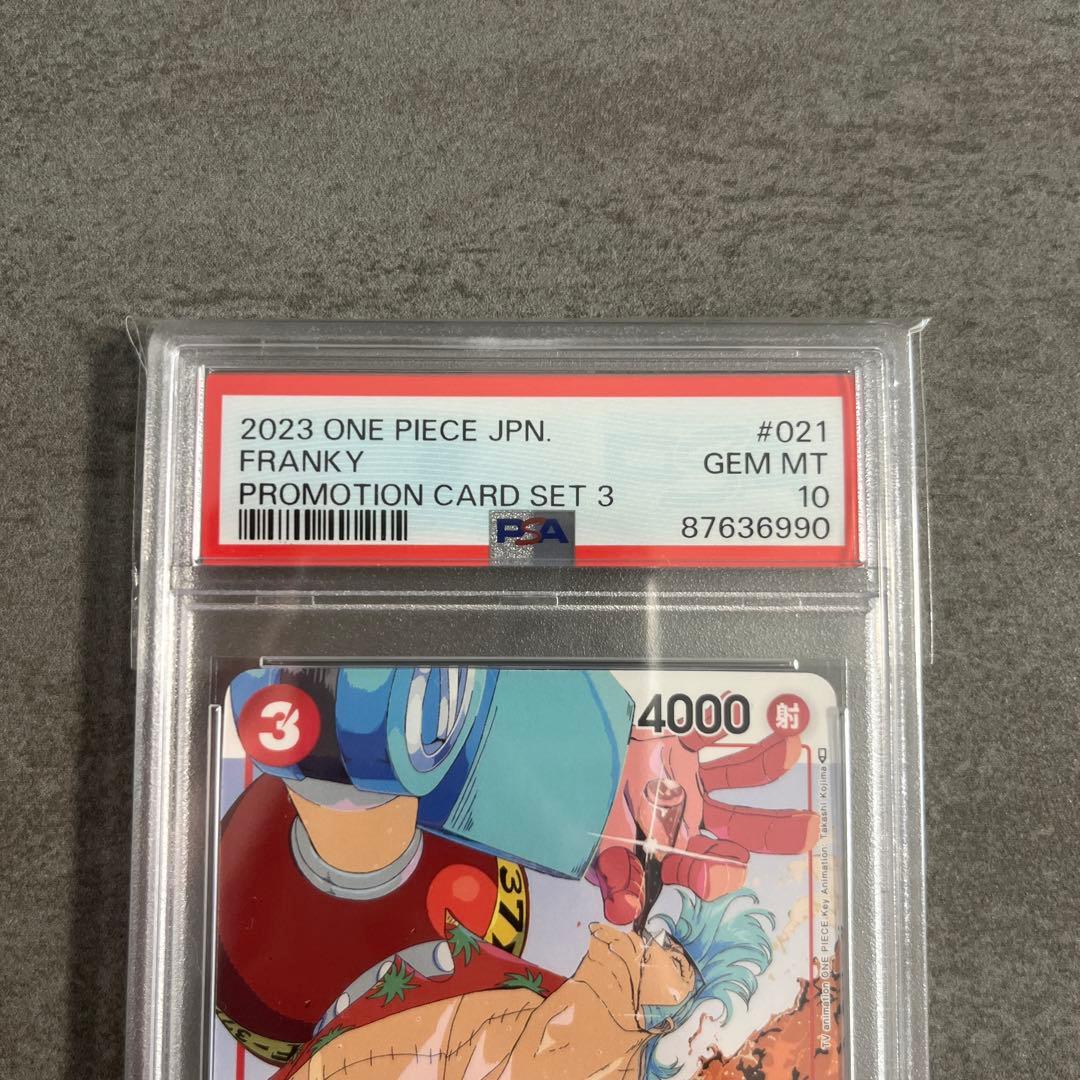 2023 ONE PIECE JPN. #021
FRANKY GEM MT
PROMOTION CARD SET 3 10
PSA 87636990
3 4000 射
TV animation ONE PIECE Key Animation: Takashi Kojima
372